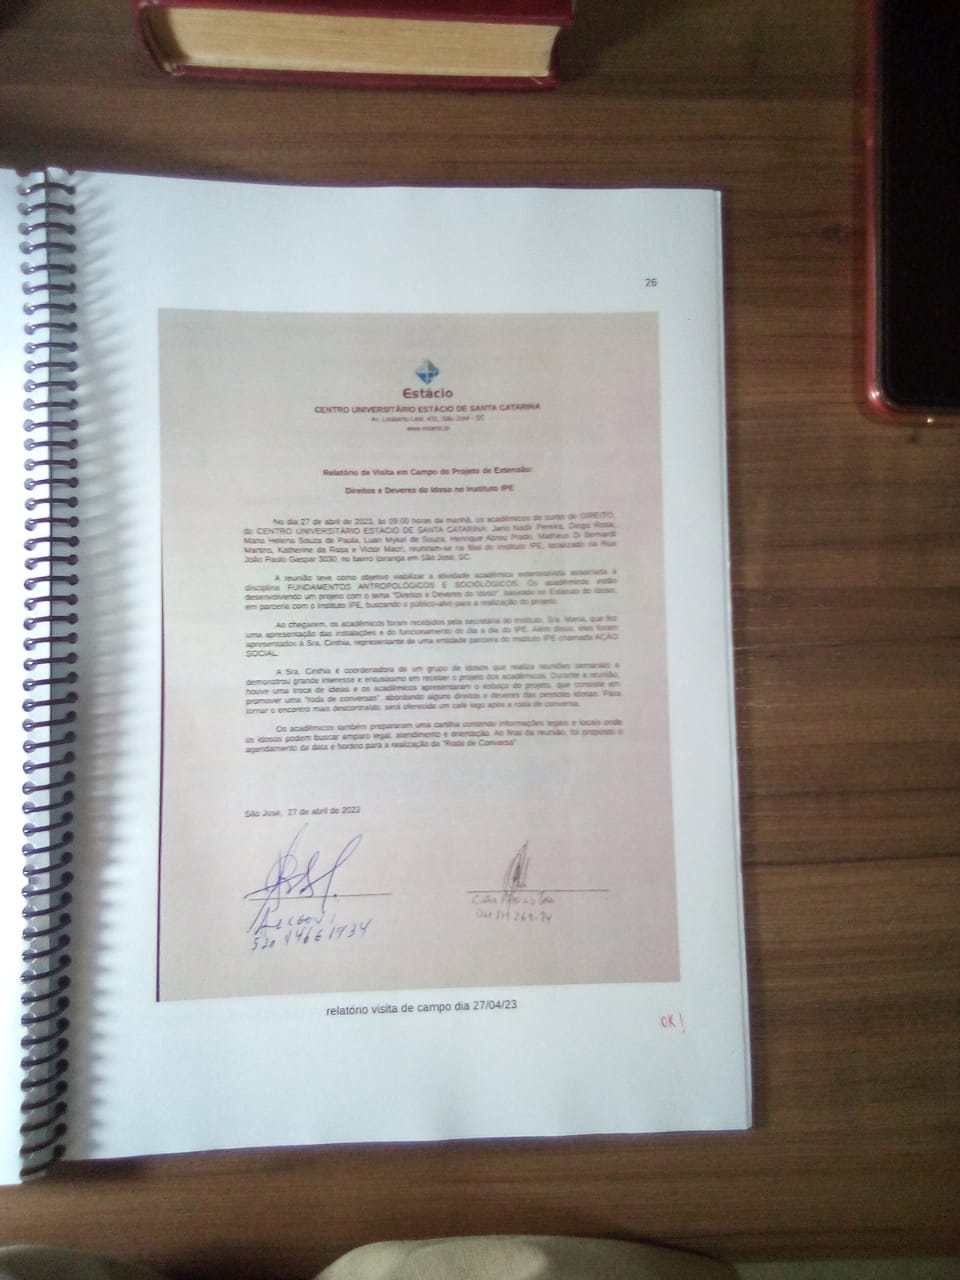 26
Estácio
CENTRO UNIVERSITÁRIO ESTÁCIO DE SANTA CATARINA
Av. Leoberto Leal, 431, São José - SC
www.estacio.br
Relatório de Visita em Campo do Projeto de Extensão:
Direitos e Deveres do Idoso no Instituto IPE
No dia 27 de abril de 2023, às 09:00 horas da manhã, os acadêmicos do curso de DIREITO,
do CENTRO UNIVERSITÁRIO ESTÁCIO DE SANTA CATARINA: Nadir Pereira, Diogo Rosa,
Maria Helena Souza de Paula, Luan Mykel de Souza, Henrique Abreu Prado, Matheus Di Bernardi
Martins, Katherine da Rosa e Victor Macri, reuniram-se na filial do Instituto IPE, localizado na Rua
João Paulo Gaspar 3030, no bairro Ipiranga em São José, SC.
A reunião teve como objetivo viabilizar a atividade acadêmica extensionista associada à
disciplina FUNDAMENTOS ANTROPOLÓGICOS E SOCIOLÓGICOS. Os acadêmicos estão
desenvolvendo um projeto com o tema "Direitos e Deveres do Idoso", baseado no Estatuto do Idoso,
em parceria com o Instituto IPE, buscando o público-alvo para a realização do projeto.
Ao chegarem, os acadêmicos foram recebidos pela secretária do Instituto, Sra. Maria, que fez
uma apresentação das instalações e do funcionamento do dia a dia do IPE. Além disso, eles foram
apresentados à Sra. Cinthia, representante de uma entidade parceira do Instituto IPE chamada AÇÃO
SOCIAL.
A Sra. Cinthia é coordenadora de um grupo de idosos que realiza reuniões semanais e
demonstrou grande interesse e entusiasmo em receber o projeto dos acadêmicos. Durante a reunião,
houve uma troca de ideias e os acadêmicos apresentaram o esboço do projeto, que consiste em
promover uma "roda de conversas", abordando alguns direitos e deveres das pessoas idosas. Para
tornar o encontro mais descontraído, será oferecido um café logo após a roda de conversa.
Os acadêmicos também prepararam uma cartilha contendo informações legais e locais onde
os idosos podem buscar amparo legal, atendimento e orientação. Ao final da reunião, foi proposto o
agendamento da data e horário para a realização da "Roda de Conversa"
São José, 27 de abril de 2023
relatório visita de campo dia 27/04/23
OK!